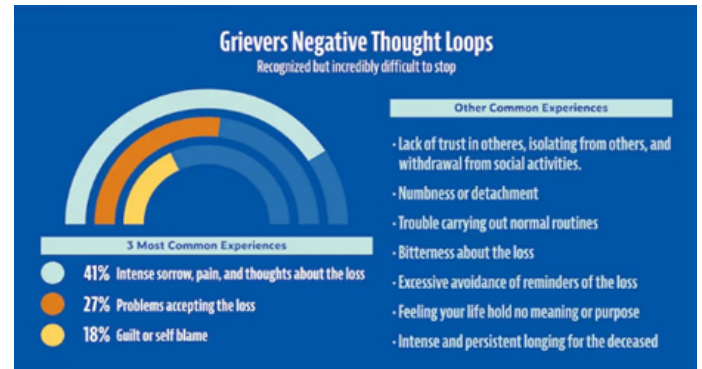 Grievers Negative Thought Loops
Recognized but incredibly difficult to stop
3 Most Common Experiences
41% Intense sorrow, pain, and thoughts about the loss
27% Problems accepting the loss
18% Guilt or self blame
Other Common Experiences
· Lack of trust in otheres, isolating from others, and
withdrawal from social activities.
· Numbness or detachment
· Trouble carrying out normal routines
· Bitterness about the loss
· Excessive avoidance of reminders of the loss
· Feeling your life hold no meaning or purpose
· Intense and persistent longing for the deceased